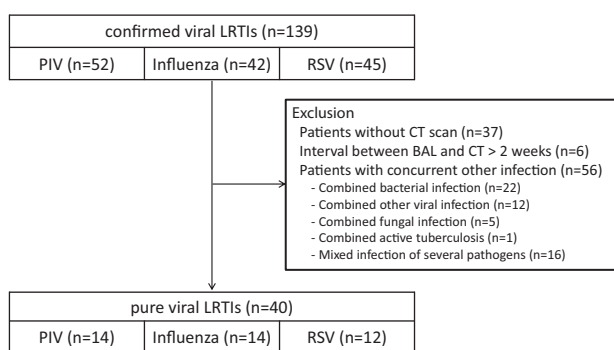 confirmed viral LRTIs (n=139)
PIV (n=52) Influenza (n=42) RSV (n=45)
Exclusion
Patients without CT scan (n=37)
Interval between BAL and CT > 2 weeks (n=6)
Patients with concurrent other infection (n=56)
- Combined bacterial infection (n=22)
- Combined other viral infection (n=12)
- Combined fungal infection (n=5)
- Combined active tuberculosis (n=1)
- Mixed infection of several pathogens (n=16)
pure viral LRTIs (n=40)
PIV (n=14) Influenza (n=14) RSV (n=12)